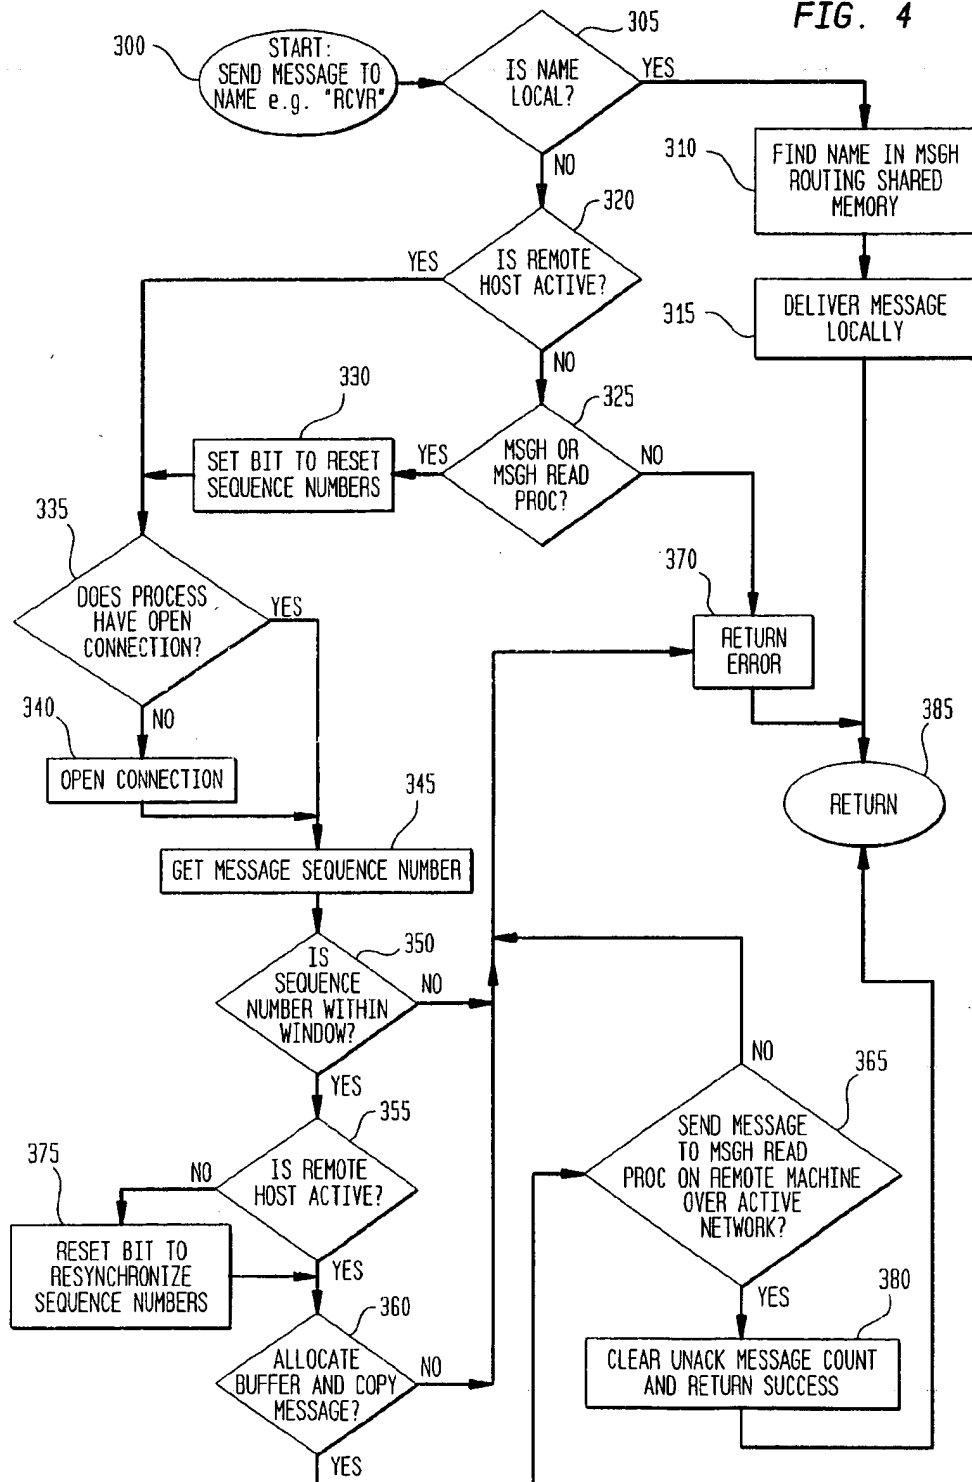 FIG. 4
300
START:
SEND MESSAGE TO
NAME e.g. "RCVR"
305
IS NAME
LOCAL?
YES
NO
310
FIND NAME IN MSGH
ROUTING SHARED
MEMORY
315
DELIVER MESSAGE
LOCALLY
320
IS REMOTE
HOST ACTIVE?
YES
NO
325
MSGH OR
MSGH READ
PROC?
YES
NO
330
SET BIT TO RESET
SEQUENCE NUMBERS
335
DOES PROCESS
HAVE OPEN
CONNECTION?
YES
NO
340
OPEN CONNECTION
370
RETURN
ERROR
385
RETURN
345
GET MESSAGE SEQUENCE NUMBER
350
IS
SEQUENCE
NUMBER WITHIN
WINDOW?
NO
YES
355
IS REMOTE
HOST ACTIVE?
NO
YES
375
RESET BIT TO
RESYNCHRONIZE
SEQUENCE NUMBERS
360
ALLOCATE
BUFFER AND COPY
MESSAGE?
NO
YES
365
SEND MESSAGE
TO MSGH READ
PROC ON REMOTE MACHINE
OVER ACTIVE
NETWORK?
NO
YES
380
CLEAR UNACK MESSAGE COUNT
AND RETURN SUCCESS